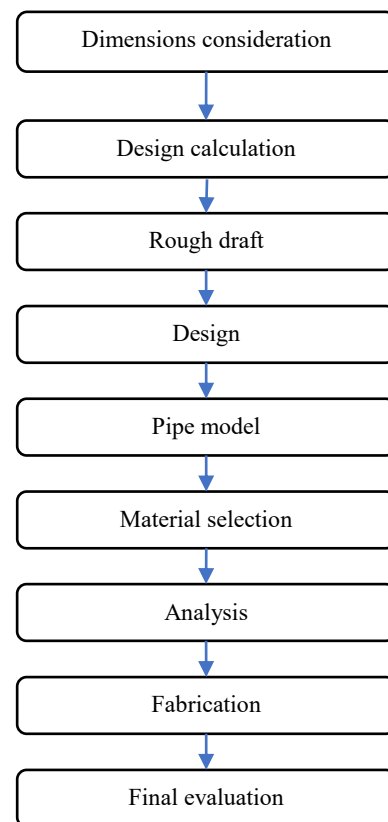 Dimensions consideration
Design calculation
Rough draft
Design
Pipe model
Material selection
Analysis
Fabrication
Final evaluation